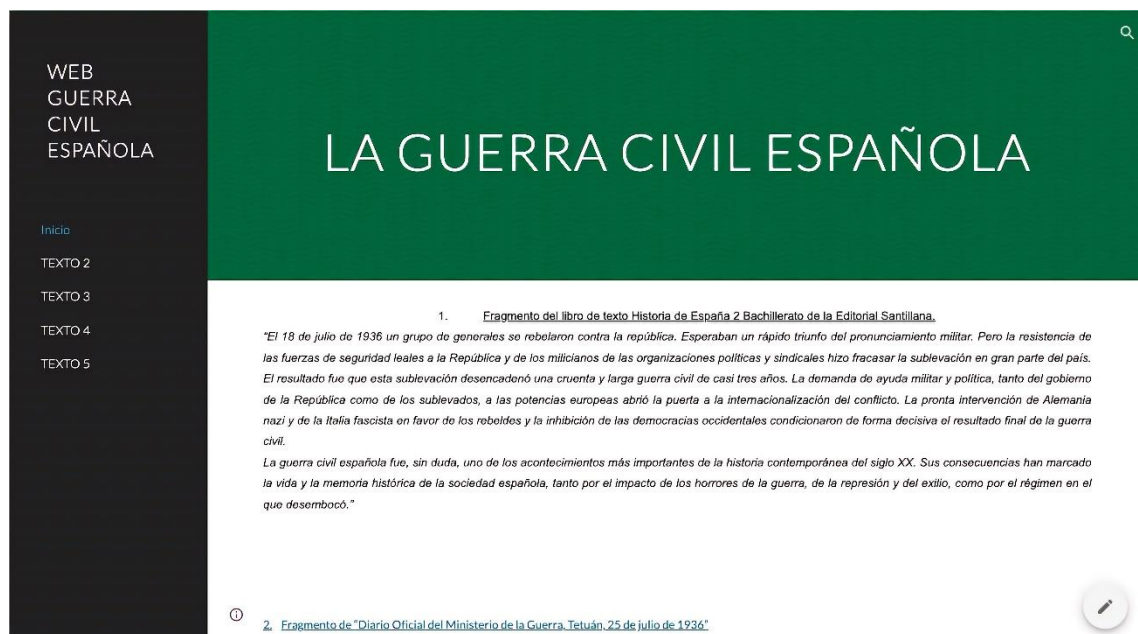 WEB
GUERRA
CIVIL
ESPAÑOLA
Inicio
TEXTO 2
TEXTO 3
TEXTO 4
TEXTO 5
LA GUERRA CIVIL ESPAÑOLA
1. Fragmento del libro de texto Historia de España 2 Bachillerato de la Editorial Santillana.
"El 18 de julio de 1936 un grupo de generales se rebelaron contra la república. Esperaban un rápido triunfo del pronunciamiento militar. Pero la resistencia de
las fuerzas de seguridad leales a la República y de los milicianos de las organizaciones políticas y sindicales hizo fracasar la sublevación en gran parte del país.
El resultado fue que esta sublevación desencadenó una cruenta y larga guerra civil de casi tres años. La demanda de ayuda militar y política, tanto del gobierno
de la República como de los sublevados, a las potencias europeas abrió la puerta a la internacionalización del conflicto. La pronta intervención de Alemania
nazi y de la Italia fascista en favor de los rebeldes y la inhibición de las democracias occidentales condicionaron de forma decisiva el resultado final de la guerra
civil.
La guerra civil española fue, sin duda, uno de los acontecimientos más importantes de la historia contemporánea del siglo XX. Sus consecuencias han marcado
la vida y la memoria histórica de la sociedad española, tanto por el impacto de los horrores de la guerra, de la represión y del exilio, como por el régimen en el
que desembocó."
2. Fragmento de "Diario Oficial del Ministerio de la Guerra, Tetuán, 25 de julio de 1936"